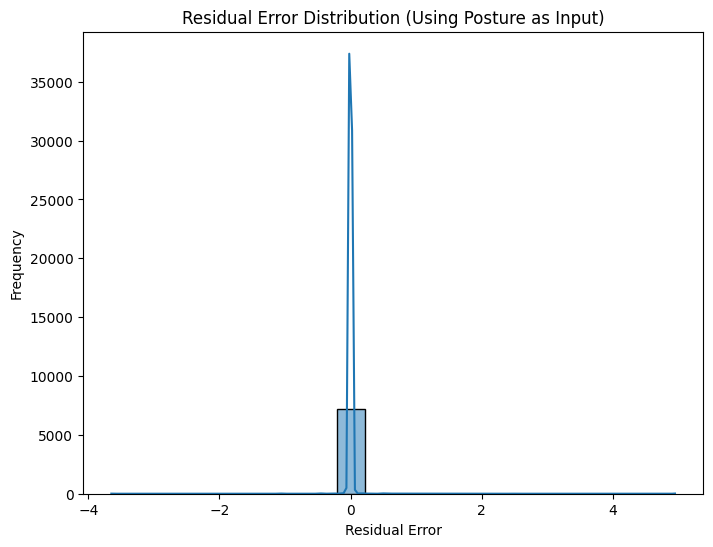 Residual Error Distribution (Using Posture as Input)
Frequency
35000
30000
25000
20000
15000
10000
5000
0
−4 −2 0 2 4
Residual Error